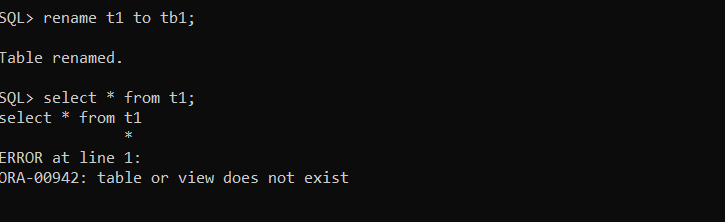 SQL> rename t1 to tb1;
Table renamed.
SQL> select * from t1;
select * from t1
*
ERROR at line 1:
ORA-00942: table or view does not exist